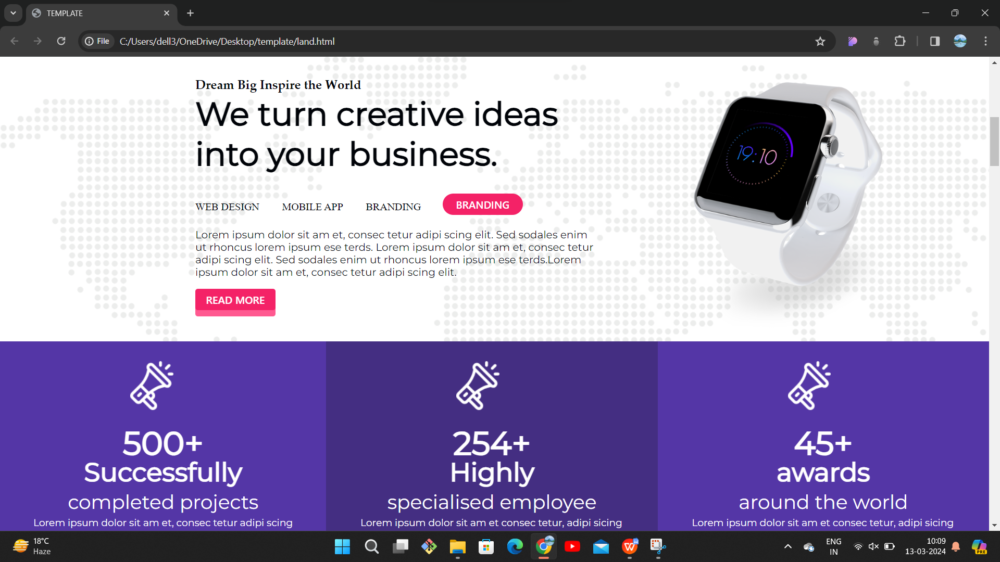 TEMPLATE
File
C:/Users/dell3/OneDrive/Desktop/template/land.html
Dream Big Inspire the World
We turn creative ideas
into your business.
19:10
WEB DESIGN MOBILE APP BRANDING BRANDING
Lorem ipsum dolor sit am et, consec tetur adipi scing elit. Sed sodales enim
ut rhoncus lorem ipsum ese terds. Lorem ipsum dolor sit am et, consec tetur
adipi scing elit. Sed sodales enim ut rhoncus lorem ipsum ese terds.Lorem
ipsum dolor sit am et, consec tetur adipi scing elit.
READ MORE
500+
Successfully
completed projects
Lorem ipsum dolor sit am et, consec tetur adipi scing
254+
Highly
specialised employee
Lorem ipsum dolor sit am et consec tetur, adipi sicing
45+
awards
around the world
Lorem ipsum dolor sit am et consec tetur, adipi sicing
18°C
Haze
W
PRE
ENG
IN
10:09
13-03-2024